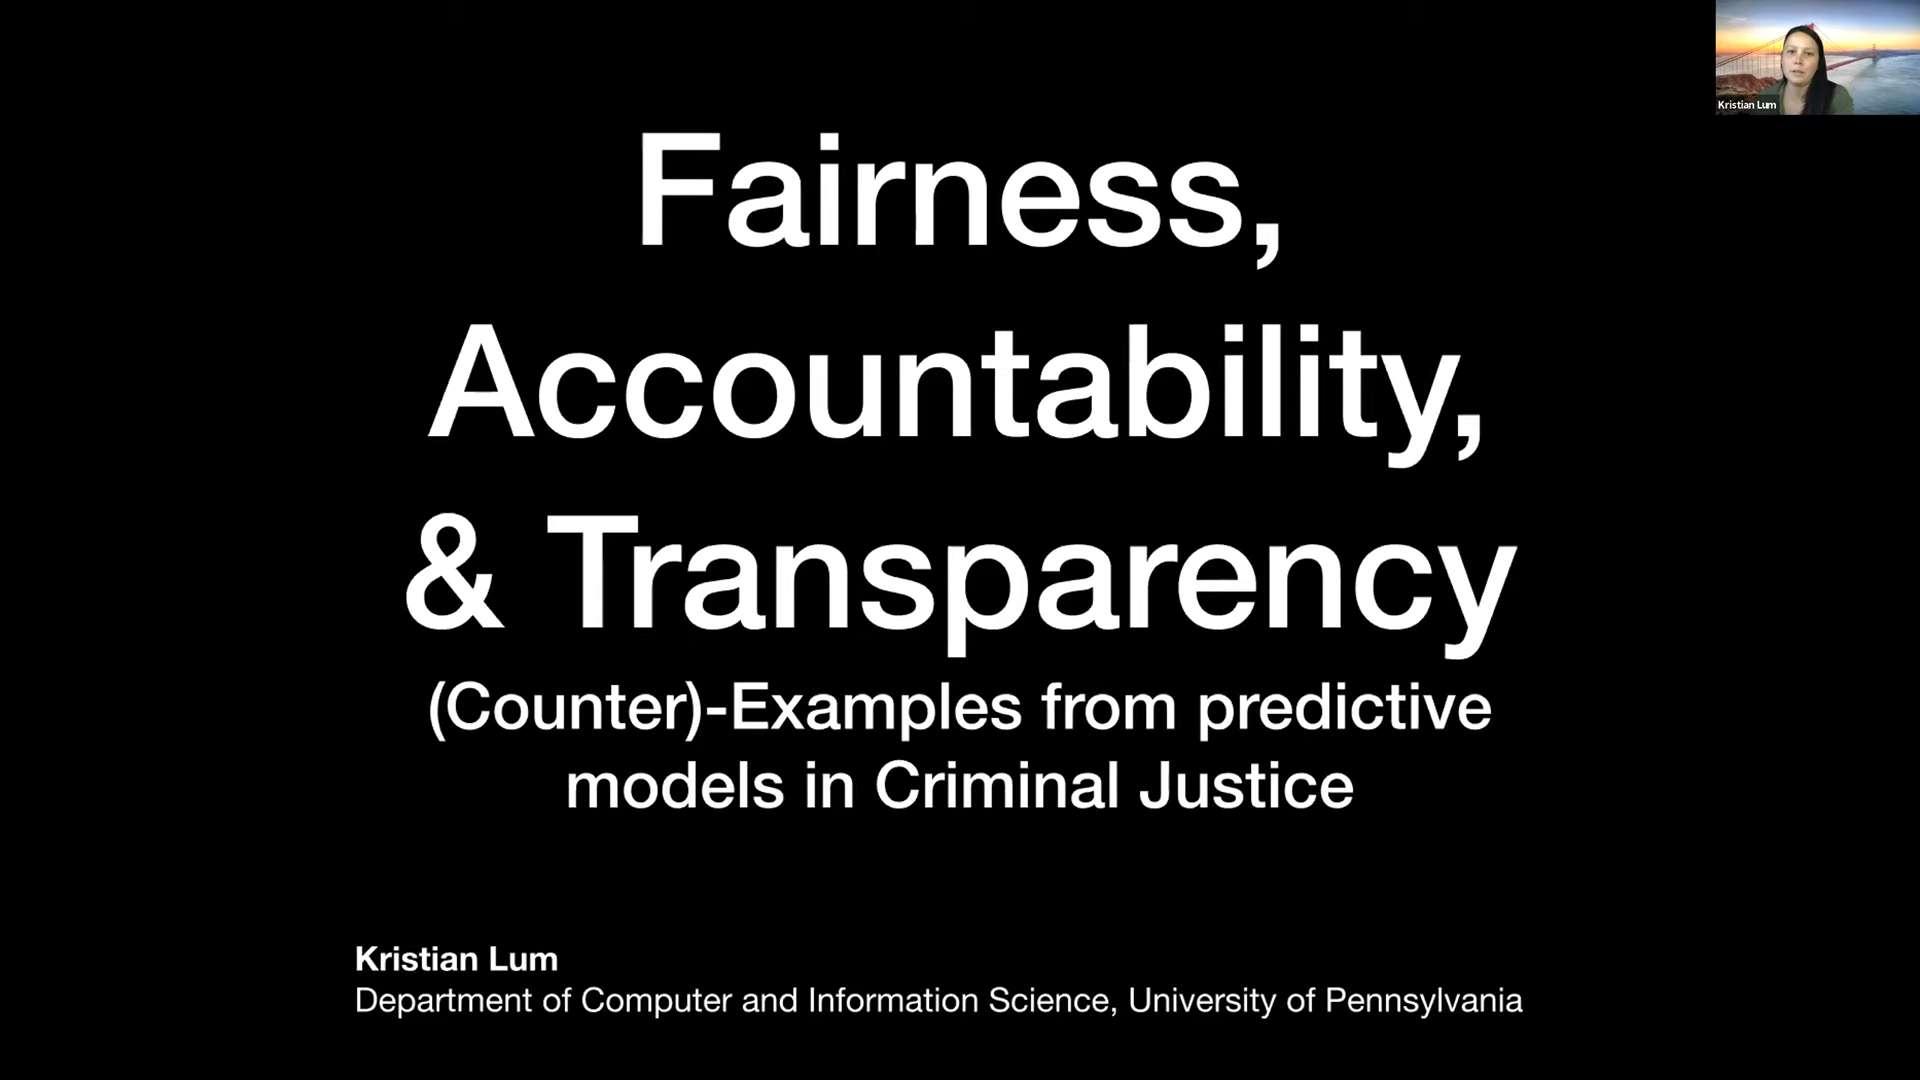 Kristian Lum
Fairness,
Accountability,
& Transparency
(Counter)-Examples from predictive
models in Criminal Justice
Kristian Lum
Department of Computer and Information Science, University of Pennsylvania